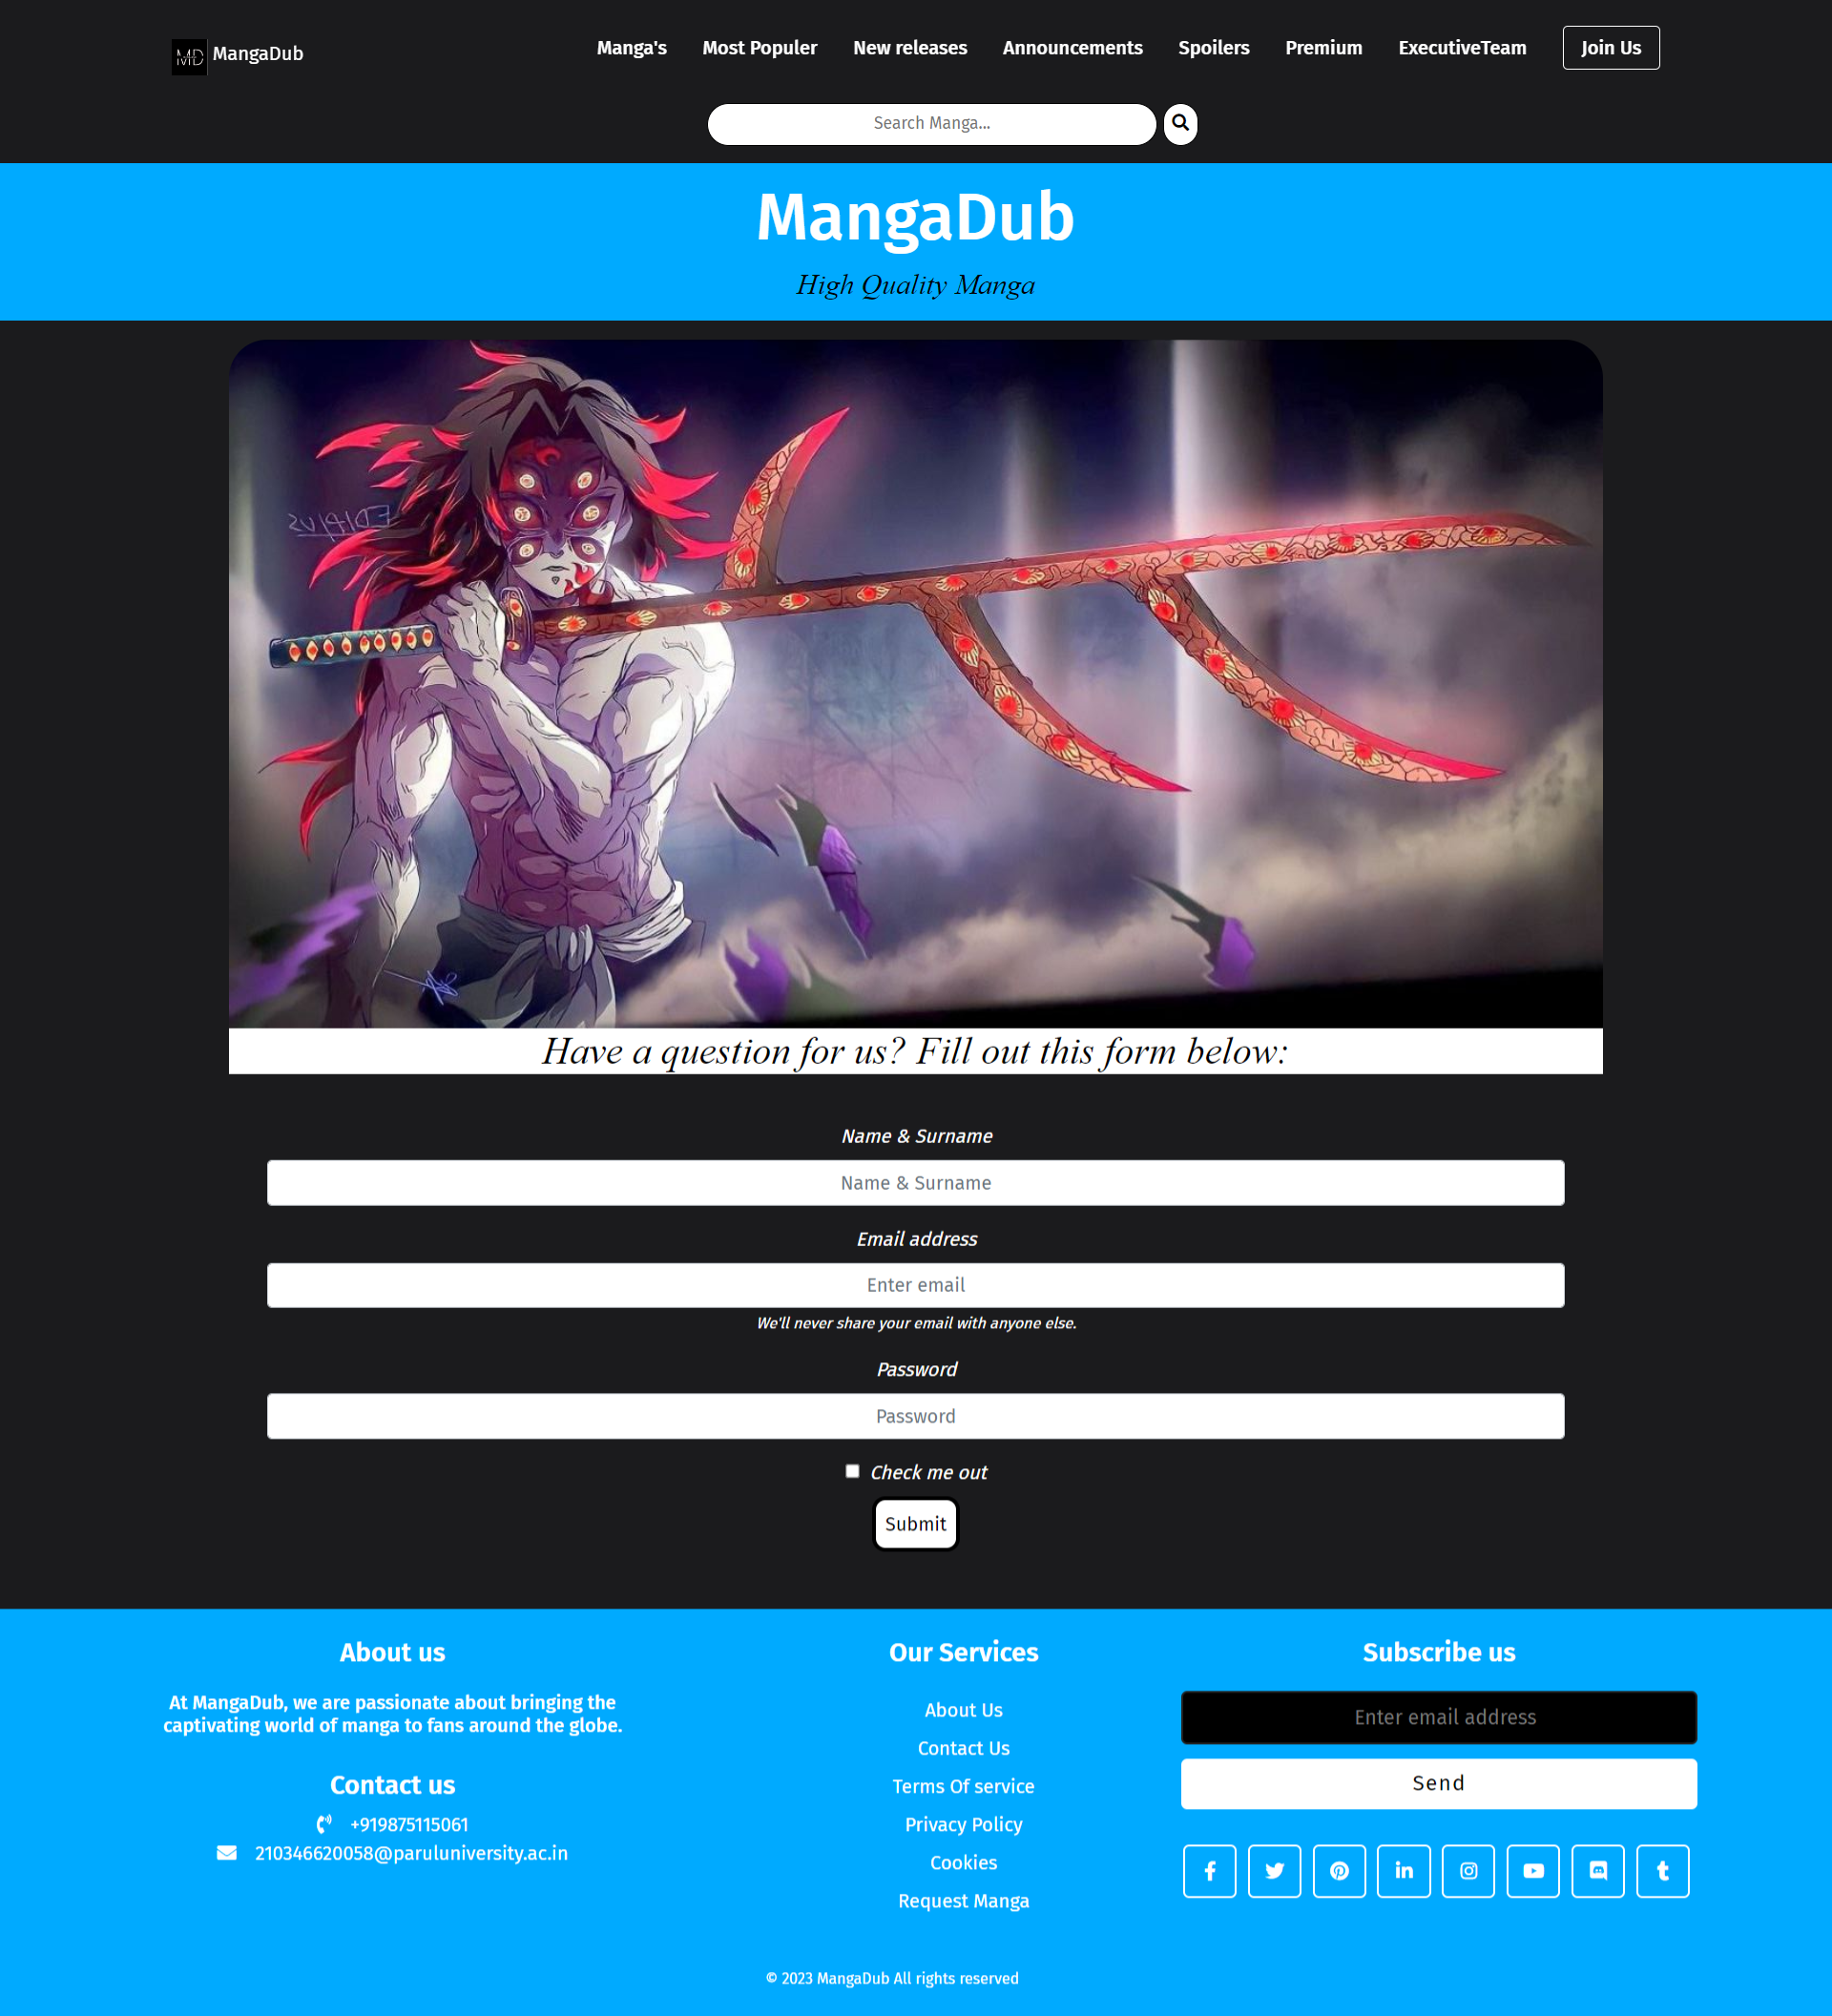 MD MangaDub
Manga's Most Populer New releases Announcements Spoilers Premium ExecutiveTeam Join Us
Search Manga...
MangaDub
High Quality Manga
Have a question for us? Fill out this form below:
Name & Surname
Name & Surname
Email address
Enter email
We'll never share your email with anyone else.
Password
Password
Check me out
Submit
About us
At MangaDub, we are passionate about bringing the
captivating world of manga to fans around the globe.
Contact us
+919875115061
210346620058@paruluniversity.ac.in
Our Services
About Us
Contact Us
Terms Of service
Privacy Policy
Cookies
Request Manga
Subscribe us
Enter email address
Send
© 2023 MangaDub All rights reserved